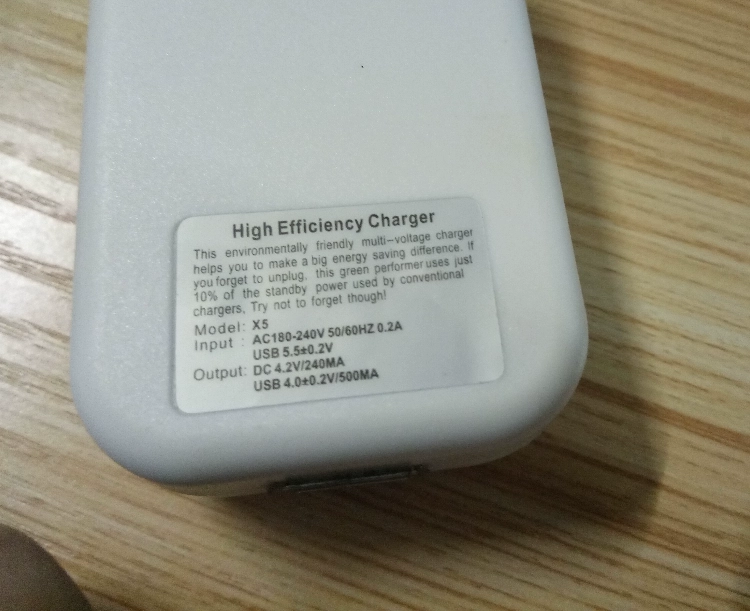 High Efficiency Charger
This environmentally friendly multi-voltage charger
helps you to make a big energy saving difference. If
you forget to unplug, this green performer uses just
10% of the standby power used by conventional
chargers, Try not to forget though!
Model: X5
Input : AC180-240V 50/60HZ 0.2A
USB 5.5±0.2V
Output: DC 4.2V/240MA
USB 4.0±0.2V/500MA